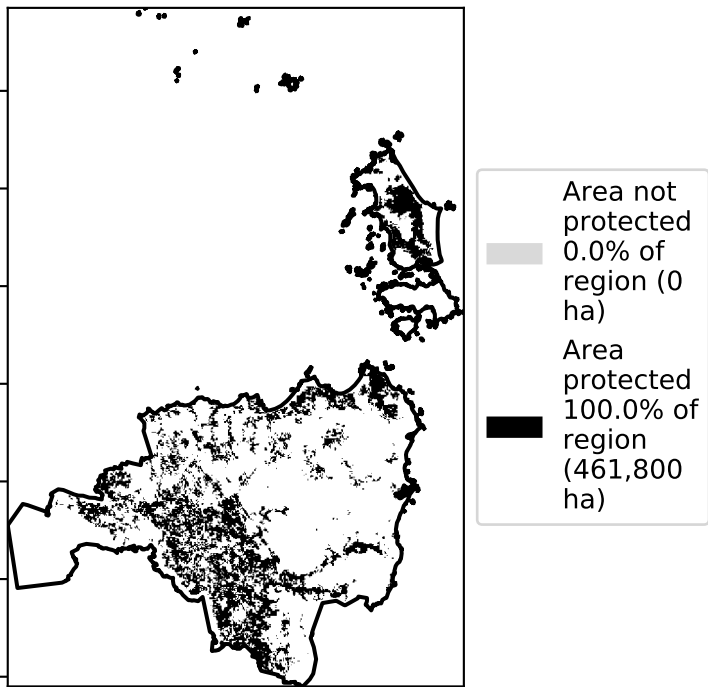 Area not
protected
0.0% of
region (0
ha)
Area
protected
100.0% of
region
(461,800
ha)